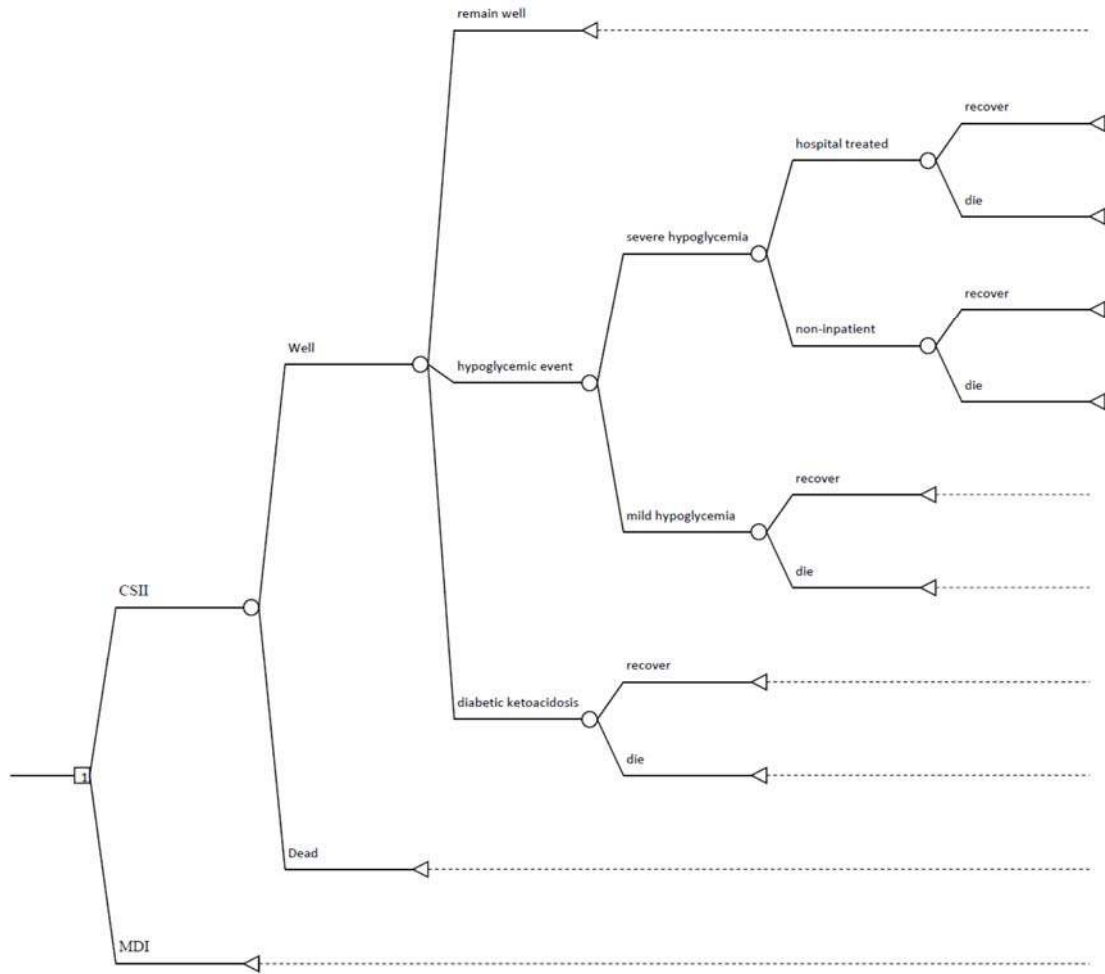 remain well
recover
hospital treated
die
severe hypoglycemia
recover
non-inpatient
die
Well
hypoglycemic event
recover
mild hypoglycemia
die
CSII
recover
diabetic ketoacidosis
die
1
Dead
MDI